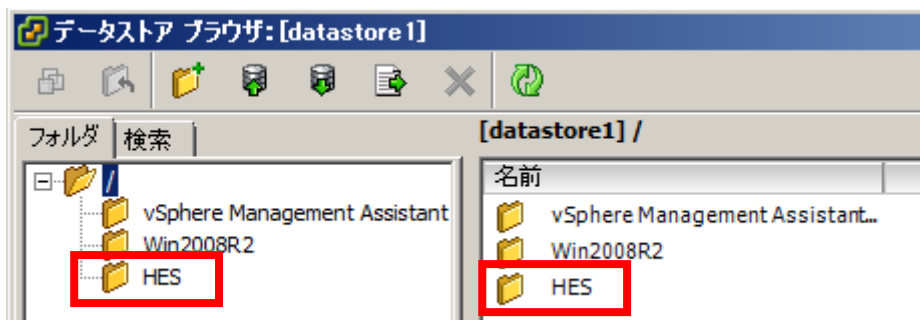 データストア ブラウザ: [datastore1]
フォルダ 検索
[datastore1] /
/
vSphere Management Assistant
Win2008R2
HES
名前
vSphere Management Assistant...
Win2008R2
HES